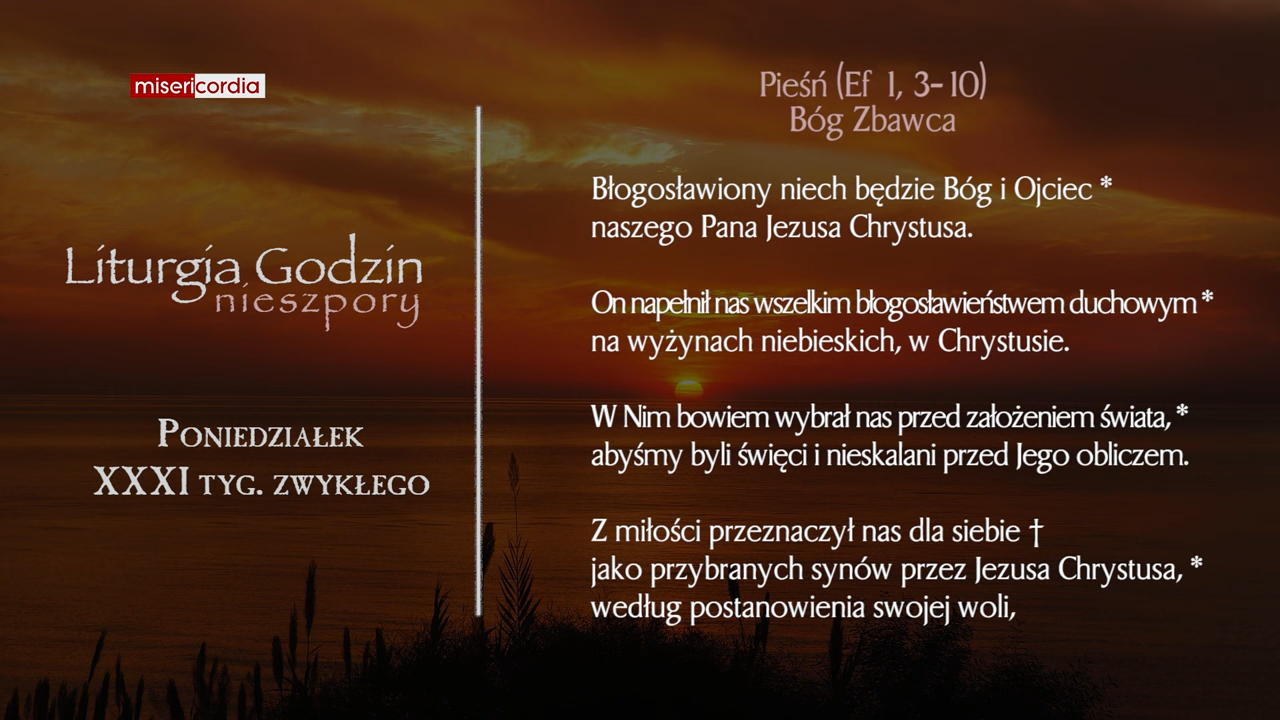 misericordia
Liturgia Godzin
nieszpory
Poniedziałek
XXXI tyg. zwykłego
Pieśń (Ef 1, 3-10)
Bóg Zbawca
Błogosławiony niech będzie Bóg i Ojciec *
naszego Pana Jezusa Chrystusa.
On napełnił nas wszelkim błogosławieństwem duchowym *
na wyżynach niebieskich, w Chrystusie.
W Nim bowiem wybrał nas przed założeniem świata, *
abyśmy byli święci i nieskalani przed Jego obliczem.
Z miłości przeznaczył nas dla siebie †
jako przybranych synów przez Jezusa Chrystusa, *
według postanowienia swojej woli,